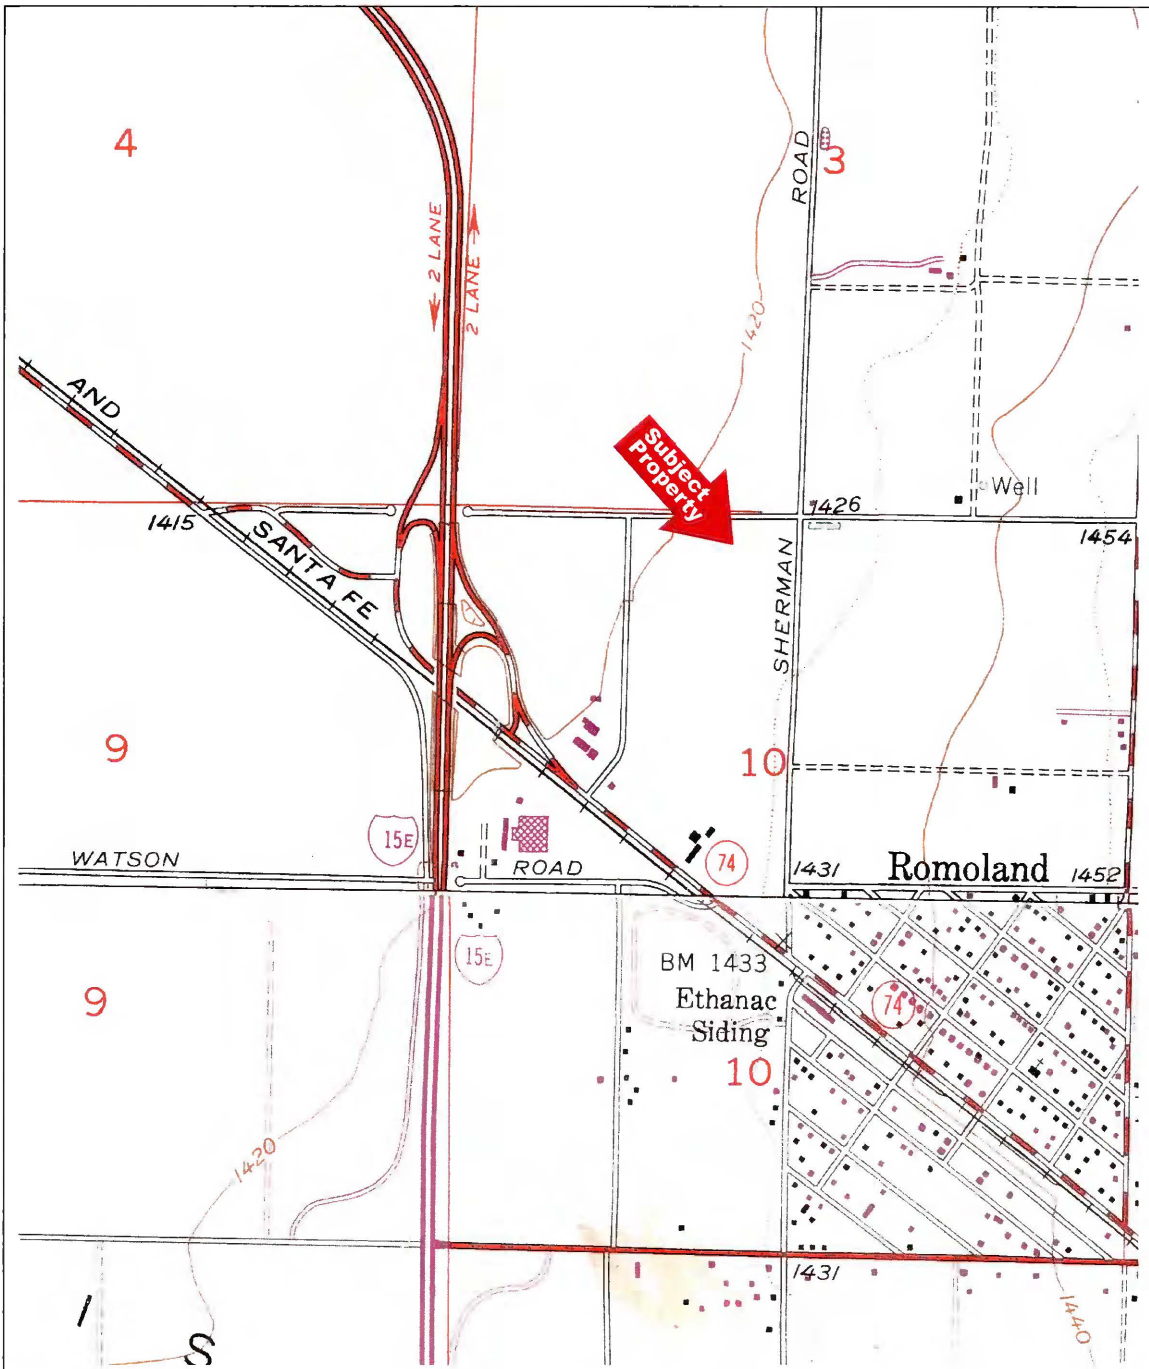 4
3
ROAD
2 LANE
2 LANE
1420
AND
Subject
Property
Well
1426
1415
SANTA FE
1454
SHERMAN
9
10
15E
WATSON
ROAD
74
1431
Romoland
1452
15E
BM 1433
Ethanac
Siding
74
9
10
1420
1431
1440
I
S